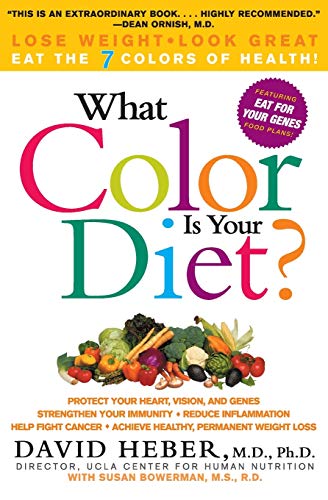 "THIS IS AN EXTRAORDINARY BOOK. . . . HIGHLY RECOMMENDED."
—DEAN ORNISH, M.D.
LOSE WEIGHT • LOOK GREAT
EAT THE 7 COLORS OF HEALTH!
FEATURING
EAT FOR
YOUR GENES
FOOD PLANS!
What
Color
Is Your
Diet?
PROTECT YOUR HEART, VISION, AND GENES
STRENGTHEN YOUR IMMUNITY • REDUCE INFLAMMATION
HELP FIGHT CANCER • ACHIEVE HEALTHY, PERMANENT WEIGHT LOSS
DAVID HEBER, M.D., Ph.D.
DIRECTOR, UCLA CENTER FOR HUMAN NUTRITION
WITH SUSAN BOWERMAN, M.S., R.D.